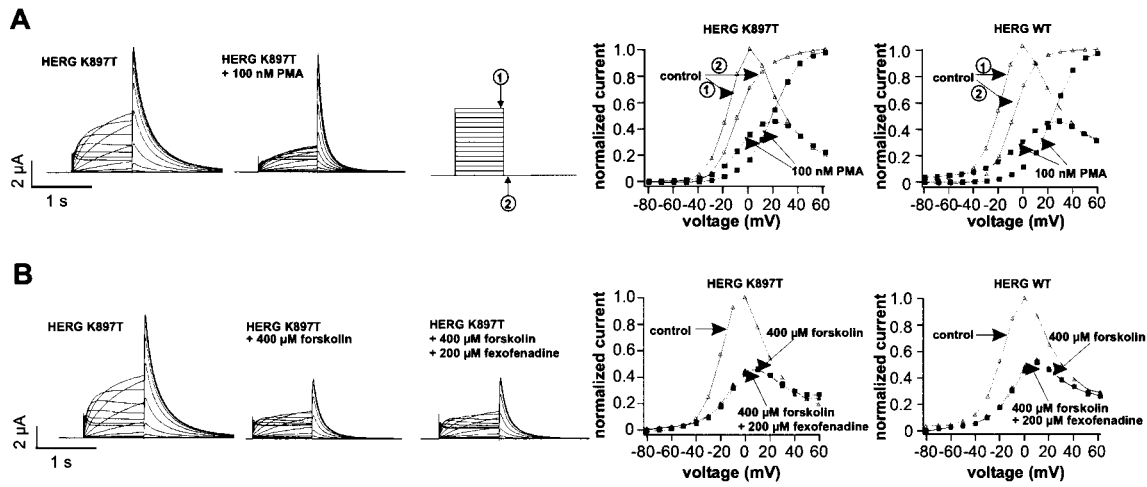 A
HERG K897T
HERG K897T
+ 100 nM PMA
2 µA
1 s
1
2
HERG K897T
normalized current
1.0
0.8
0.6
0.4
0.2
0
control
2
1
100 nM PMA
-80 -60 -40 -20 0 20 40 60
voltage (mV)
HERG WT
normalized current
1.0
0.8
0.6
0.4
0.2
0
1
control
2
100 nM PMA
-80 -60 -40 -20 0 20 40 60
voltage (mV)
B
HERG K897T
HERG K897T
+ 400 µM forskolin
HERG K897T
+ 400 µM forskolin
+ 200 µM fexofenadine
2 µA
1 s
HERG K897T
normalized current
1.0
0.8
0.6
0.4
0.2
0
control
400 µM forskolin
400 µM forskolin
+ 200 µM fexofenadine
-80 -60 -40 -20 0 20 40 60
voltage (mV)
HERG WT
normalized current
1.0
0.8
0.6
0.4
0.2
0
control
400 µM forskolin
400 µM forskolin
+ 200 µM fexofenadine
-80 -60 -40 -20 0 20 40 60
voltage (mV)